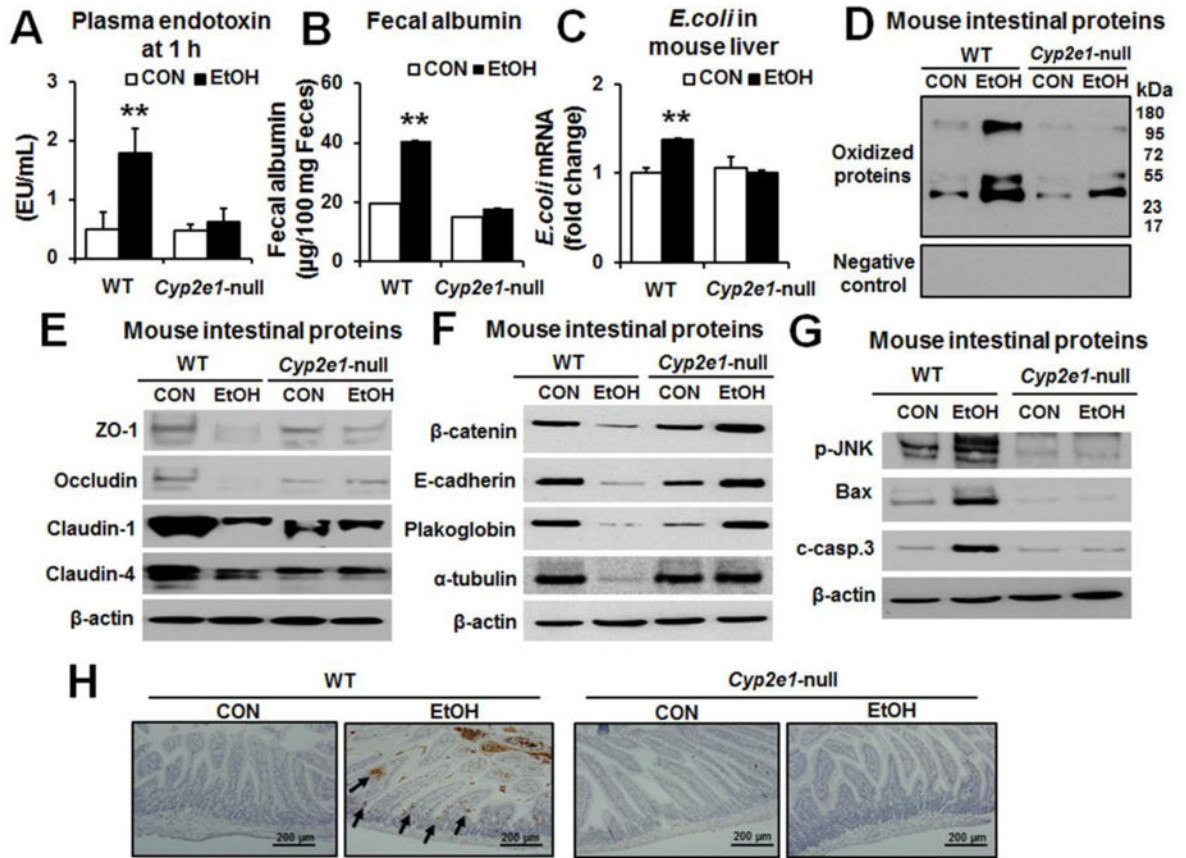 A Plasma endotoxin
at 1 h
CON EtOH
(EU/mL)
3
2
1
0
**
WT Cyp2e1-null
B Fecal albumin
CON EtOH
Fecal albumin
(µg/100 mg Feces)
60
40
20
0
**
WT Cyp2e1-null
C E.coli in
mouse liver
CON EtOH
E.coli mRNA
(fold change)
2
1
0
**
WT Cyp2e1-null
D Mouse intestinal proteins
WT Cyp2e1-null
CON EtOH CON EtOH
kDa
180
95
72
55
23
17
Oxidized
proteins
Negative
control
E Mouse intestinal proteins
WT Cyp2e1-null
CON EtOH CON EtOH
ZO-1
Occludin
Claudin-1
Claudin-4
β-actin
F Mouse intestinal proteins
WT Cyp2e1-null
CON EtOH CON EtOH
β-catenin
E-cadherin
Plakoglobin
α-tubulin
β-actin
G Mouse intestinal proteins
WT Cyp2e1-null
CON EtOH CON EtOH
p-JNK
Bax
c-casp.3
β-actin
H
WT Cyp2e1-null
CON EtOH CON EtOH
200 µm 200 µm 200 µm 200 µm